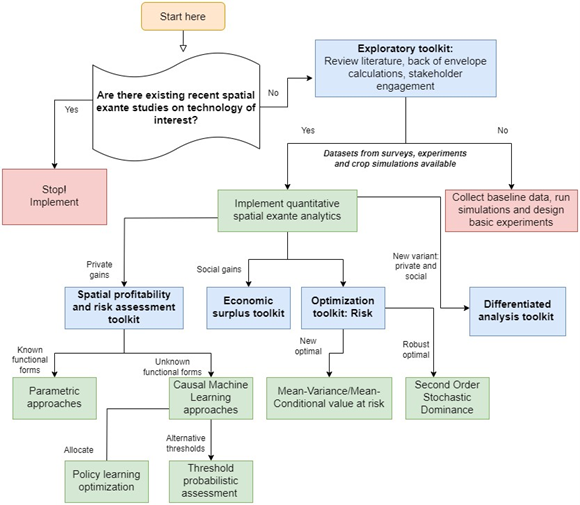 Start here
Exploratory toolkit:
Review literature, back of envelope
calculations, stakeholder
engagement
Are there existing recent spatial
exante studies on technology of
interest?
No
Yes
Stop!
Implement
Yes
No
Datasets from surveys, experiments
and crop simulations available
Implement quantitative
spatial exante analytics
Collect baseline data, run
simulations and design
basic experiments
Private
gains
Social gains
New variant:
private and
social
Spatial profitability
and risk assessment
toolkit
Economic
surplus toolkit
Optimization
toolkit: Risk
Differentiated
analysis toolkit
Known
functional forms
Unknown
functional forms
New
optimal
Robust
optimal
Parametric
approaches
Causal Machine
Learning
approaches
Mean-Variance/Mean-
Conditional value at risk
Second Order
Stochastic
Dominance
Allocate
Alternative
thresholds
Policy learning
optimization
Threshold
probabilistic
assessment